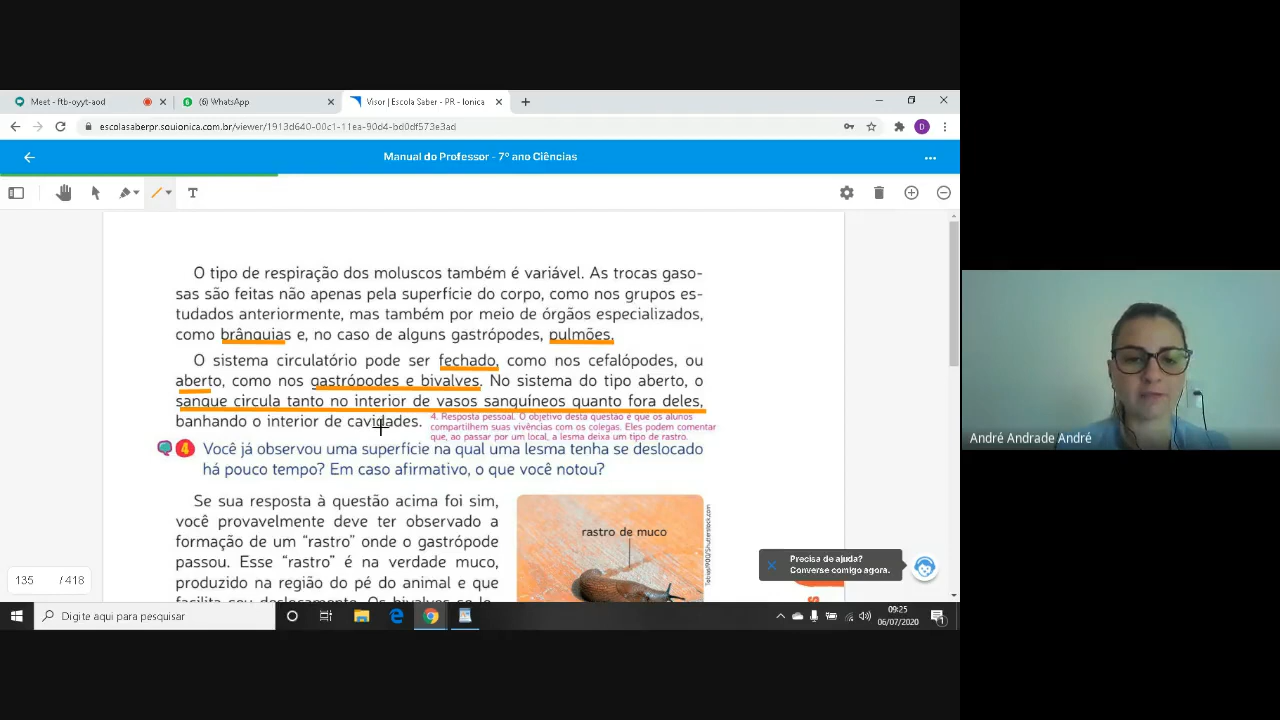 Meet - ftb-oyyt-aod
(6) WhatsApp
Visor | Escola Saber - PR - Ionica
escolasaberpr.souionica.com.br/viewer/1913d640-00c1-11ea-90d4-bd0df573e3ad
D
Manual do Professor - 7º ano Ciências
T
O tipo de respiração dos moluscos também é variável. As trocas gaso-
sas são feitas não apenas pela superfície do corpo, como nos grupos es-
tudados anteriormente, mas também por meio de órgãos especializados,
como brânquias e, no caso de alguns gastrópodes, pulmões.
O sistema circulatório pode ser fechado, como nos cefalópodes, ou
aberto, como nos gastrópodes e bivalves. No sistema do tipo aberto, o
sangue circula tanto no interior de vasos sanguíneos quanto fora deles,
banhando o interior de cavidades.
4. Resposta pessoal. O objetivo desta questão é que os alunos
compartilhem suas vivências com os colegas. Eles podem comentar
que, ao passar por um local, a lesma deixa um tipo de rastro.
4 Você já observou uma superfície na qual uma lesma tenha se deslocado
há pouco tempo? Em caso afirmativo, o que você notou?
Se sua resposta à questão acima foi sim,
você provavelmente deve ter observado a
formação de um "rastro" onde o gastrópode
passou. Esse "rastro" é na verdade muco,
produzido na região do pé do animal e que
facilita seu deslocamento. Os bivalves se lo-
rastro de muco
Precisa de ajuda?
Converse comigo agora.
135 / 418
Digite aqui para pesquisar
09:25
06/07/2020
1
André Andrade André